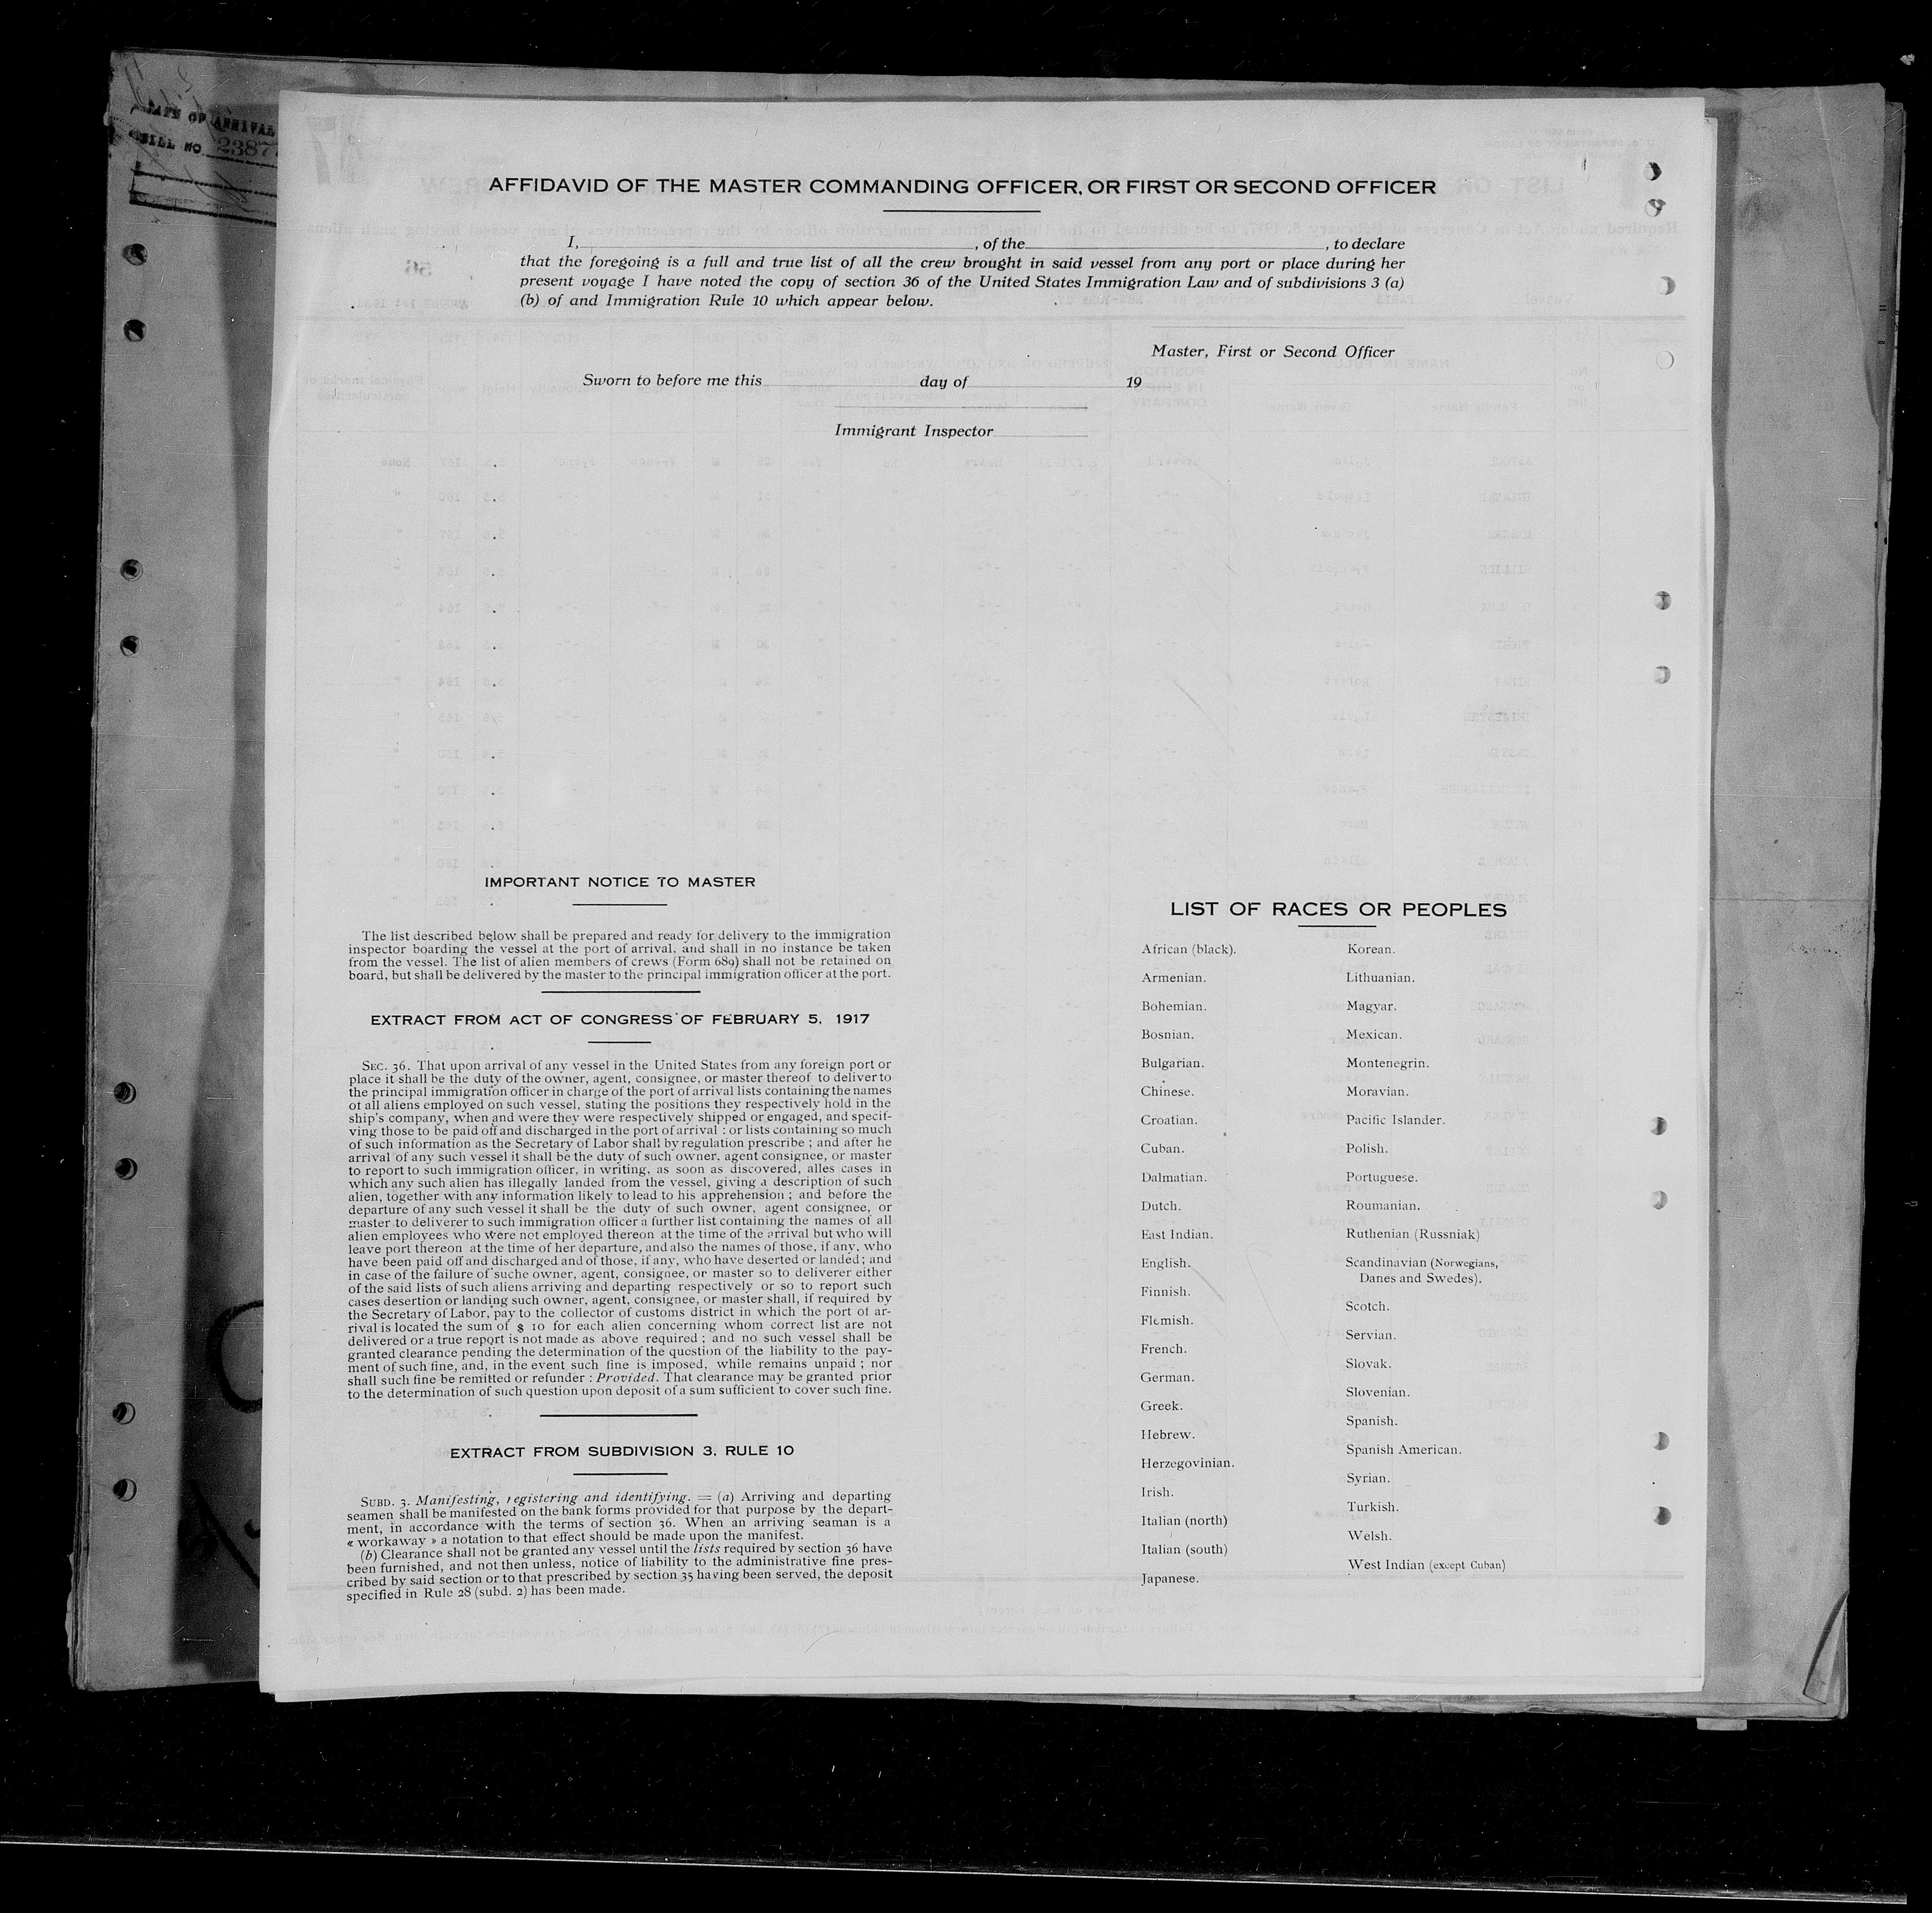 DATE OF ARRIVAL
BILL NO. 2387
AFFIDAVID OF THE MASTER COMMANDING OFFICER, OR FIRST OR SECOND OFFICER
I, , of the , to declare
that the foregoing is a full and true list of all the crew brought in said vessel from any port or place during her
present voyage I have noted the copy of section 36 of the United States Immigration Law and of subdivisions 3 (a)
(b) of and Immigration Rule 10 which appear below.
Master, First or Second Officer
Sworn to before me this day of 19
Immigrant Inspector
IMPORTANT NOTICE TO MASTER
The list described below shall be prepared and ready for delivery to the immigration
inspector boarding the vessel at the port of arrival, and shall in no instance be taken
from the vessel. The list of alien members of crews (Form 689) shall not be retained on
board, but shall be delivered by the master to the principal immigration officer at the port.
EXTRACT FROM ACT OF CONGRESS OF FEBRUARY 5, 1917
SEC. 36. That upon arrival of any vessel in the United States from any foreign port or
place it shall be the duty of the owner, agent, consignee, or master thereof to deliver to
the principal immigration officer in charge of the port of arrival lists containing the names
of all aliens employed on such vessel, stating the positions they respectively hold in the
ship's company, when and were they were respectively shipped or engaged, and specif-
ving those to be paid off and discharged in the port of arrival : or lists containing so much
of such information as the Secretary of Labor shall by regulation prescribe ; and after he
arrival of any such vessel it shall be the duty of such owner, agent consignee, or master
to report to such immigration officer, in writing, as soon as discovered, alles cases in
which any such alien has illegally landed from the vessel, giving a description of such
alien, together with any information likely to lead to his apprehension ; and before the
departure of any such vessel it shall be the duty of such owner, agent consignee, or
master to deliverer to such immigration officer a further list containing the names of all
alien employees who were not employed thereon at the time of the arrival but who will
leave port thereon at the time of her departure, and also the names of those, if any, who
have been paid off and discharged and of those, if any, who have deserted or landed ; and
in case of the failure of suche owner, agent, consignee, or master so to deliverer either
of the said lists of such aliens arriving and departing respectively or so to report such
cases desertion or landing such owner, agent, consignee, or master shall, if required by
the Secretary of Labor, pay to the collector of customs district in which the port of ar-
rival is located the sum of $ 10 for each alien concerning whom correct list are not
delivered or a true report is not made as above required ; and no such vessel shall be
granted clearance pending the determination of the question of the liability to the pay-
ment of such fine, and, in the event such fine is imposed, while remains unpaid ; nor
shall such fine be remitted or refunder : Provided. That clearance may be granted prior
to the determination of such question upon deposit of a sum sufficient to cover such fine.
EXTRACT FROM SUBDIVISION 3, RULE 10
SUBD. 3. Manifesting, registering and identifying. = (a) Arriving and departing
seamen shall be manifested on the bank forms provided for that purpose by the depart-
ment, in accordance with the terms of section 36. When an arriving seaman is a
« workaway » a notation to that effect should be made upon the manifest.
(b) Clearance shall not be granted any vessel until the lists required by section 36 have
been furnished, and not then unless, notice of liability to the administrative fine pres-
cribed by said section or to that prescribed by section 35 having been served, the deposit
specified in Rule 28 (subd. 2) has been made.
LIST OF RACES OR PEOPLES
African (black).
Armenian.
Bohemian.
Bosnian.
Bulgarian.
Chinese.
Croatian.
Cuban.
Dalmatian.
Dutch.
East Indian.
English.
Finnish.
Flemish.
French.
German.
Greek.
Hebrew.
Herzegovinian.
Irish.
Italian (north)
Italian (south)
Japanese.
Korean.
Lithuanian.
Magyar.
Mexican.
Montenegrin.
Moravian.
Pacific Islander.
Polish.
Portuguese.
Roumanian.
Ruthenian (Russniak)
Scandinavian (Norwegians,
Danes and Swedes).
Scotch.
Servian.
Slovak.
Slovenian.
Spanish.
Spanish American.
Syrian.
Turkish.
Welsh.
West Indian (except Cuban)